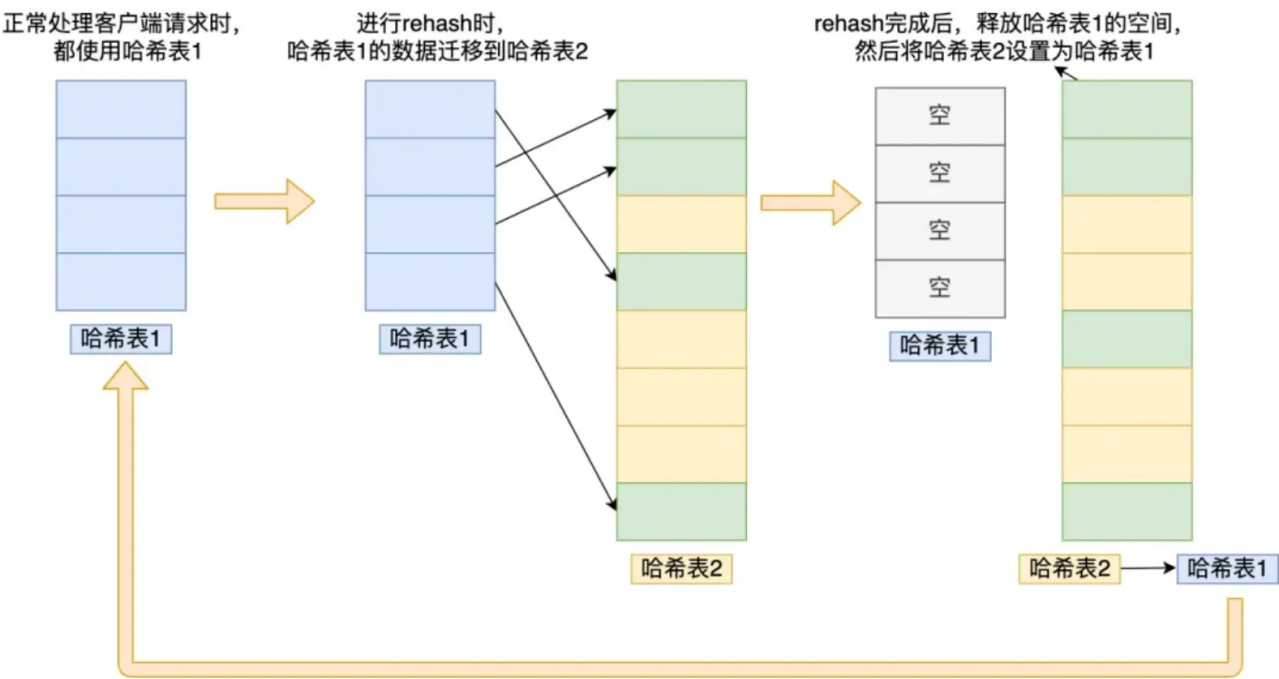 正常处理客户端请求时，
都使用哈希表1
进行rehash时，
哈希表1的数据迁移到哈希表2
rehash完成后，释放哈希表1的空间，
然后将哈希表2设置为哈希表1
空
空
空
空
哈希表1
哈希表1
哈希表1
哈希表2
哈希表2
哈希表1